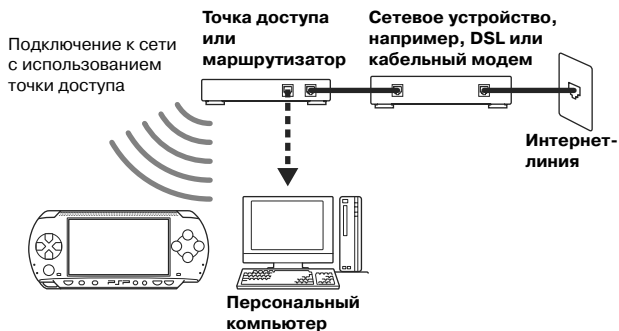 Подключение к сети
с использованием
точки доступа
Точка доступа
или
маршрутизатор
Сетевое устройство,
например, DSL или
кабельный модем
Интернет-
линия
PSP
Персональный
компьютер